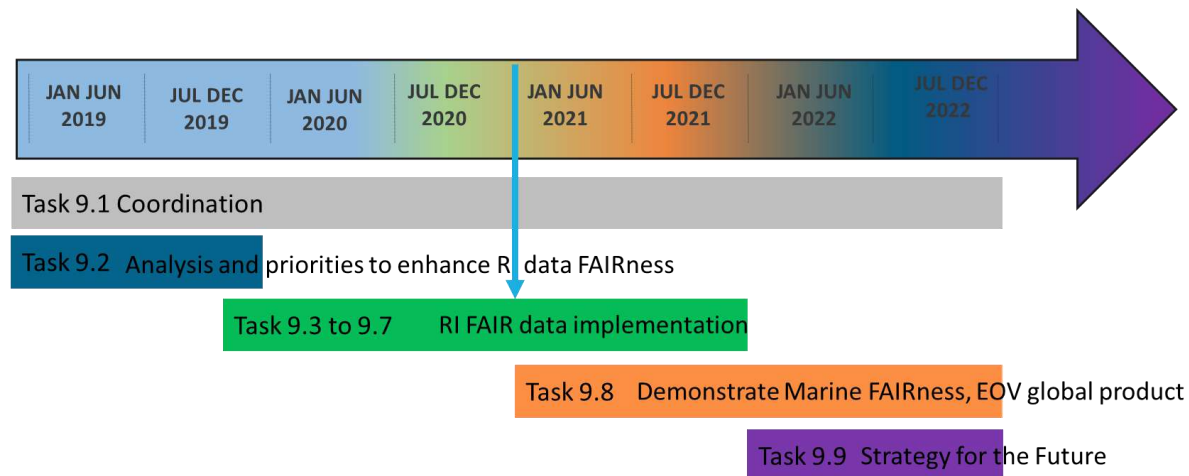 JAN JUN
2019
JUL DEC
2019
JAN JUN
2020
JUL DEC
2020
JAN JUN
2021
JUL DEC
2021
JAN JUN
2022
JUL DEC
2022
Task 9.1 Coordination
Task 9.2 Analysis and priorities to enhance RI data FAIRness
Task 9.3 to 9.7 RI FAIR data implementation
Task 9.8 Demonstrate Marine FAIRness, EOV global product
Task 9.9 Strategy for the Future